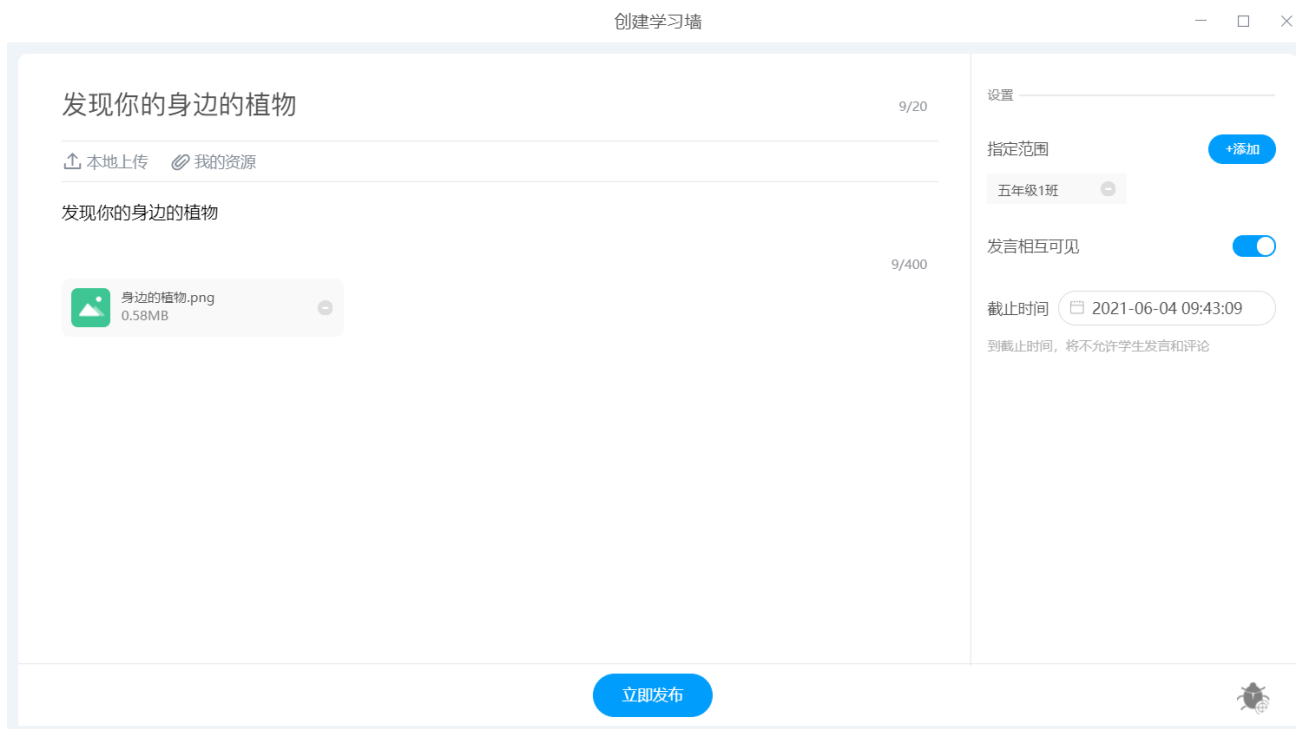 创建学习墙
发现你的身边的植物
9/20
本地上传 我的资源
发现你的身边的植物
9/400
身边的植物.png
0.58MB
设置
指定范围 +添加
五年级1班
发言相互可见
截止时间 2021-06-04 09:43:09
到截止时间，将不允许学生发言和评论
立即发布